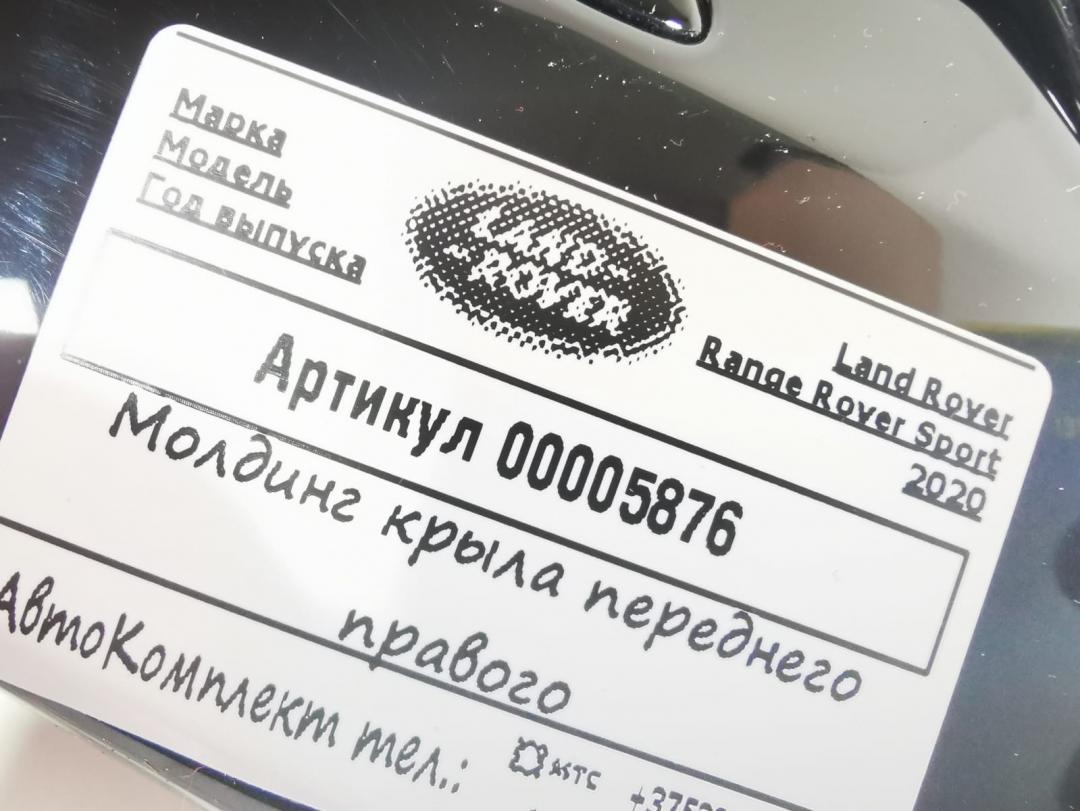 Марка
Модель
Год выпуска
LAND-
-ROVER
Land Rover
Range Rover Sport
2020
Артикул 00005876
Молдинг крыла переднего
правого
АвтоКомплект тел.:
мтс